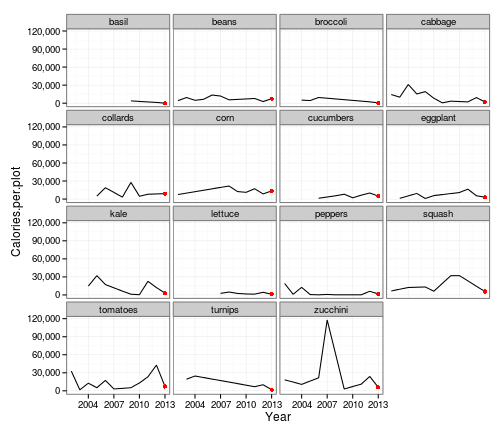 basil beans broccoli cabbage
120,000
90,000
60,000
30,000
0
collards corn cucumbers eggplant
120,000
90,000
60,000
30,000
0
kale lettuce peppers squash
120,000
90,000
60,000
30,000
0
tomatoes turnips zucchini
120,000
90,000
60,000
30,000
0
2004 2007 2010 2013 2004 2007 2010 2013 2004 2007 2010 2013
Year
Calories.per.plot